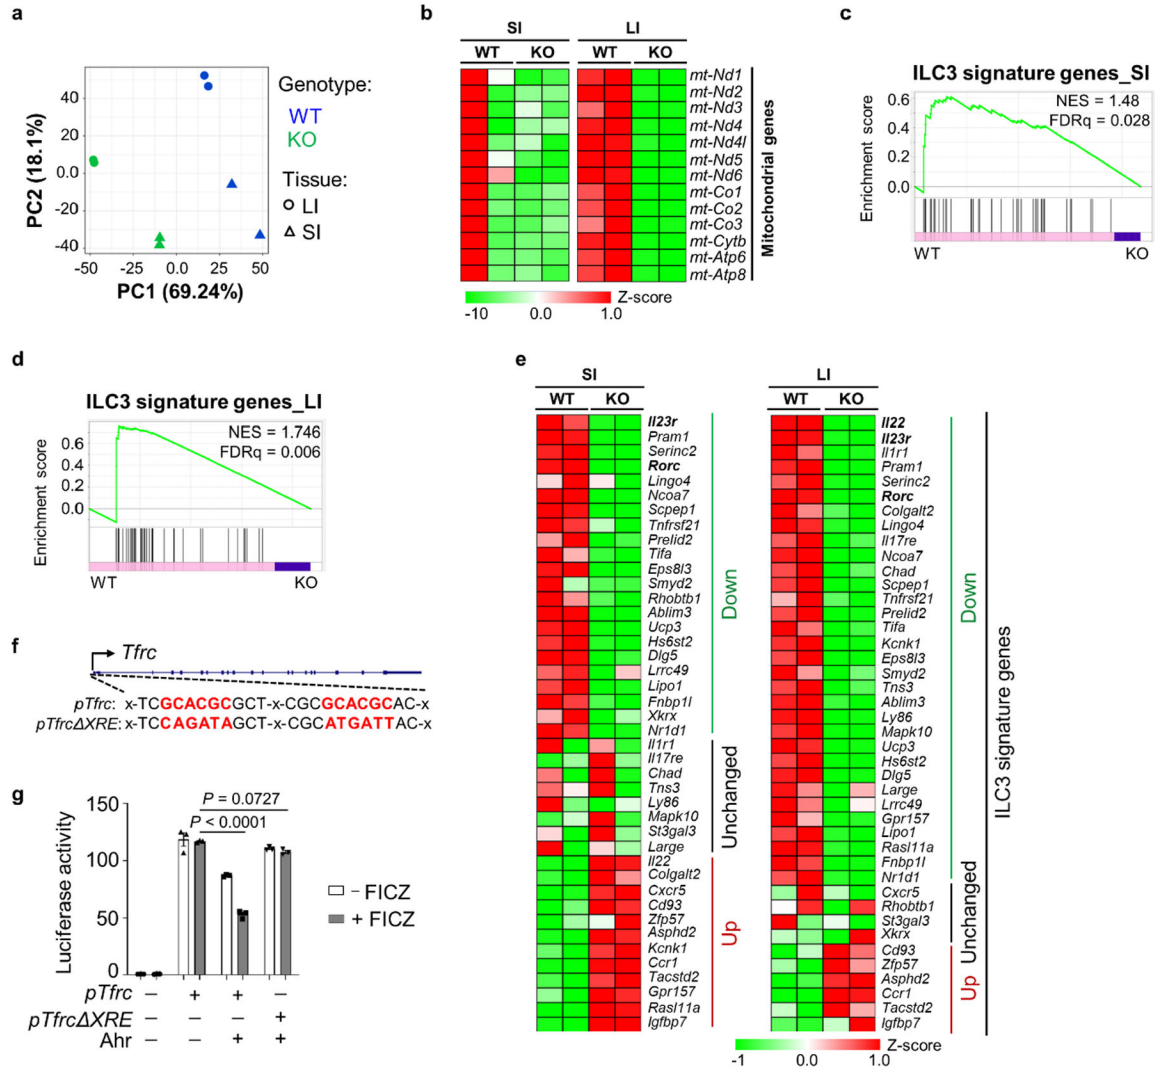 a
PC2 (18.1%)
40
20
0.0
-20
-40
-50
-25
0.0
25
50
PC1 (69.24%)
Genotype:
WT
KO
Tissue:
LI
SI
b
SI
LI
WT
KO
WT
KO
mt-Nd1
mt-Nd2
mt-Nd3
mt-Nd4
mt-Nd4l
mt-Nd5
mt-Nd6
mt-Co1
mt-Co2
mt-Co3
mt-Cytb
mt-Atp6
mt-Atp8
Mitochondrial genes
Z-score
-10
0.0
1.0
c
ILC3 signature genes_SI
Enrichment score
0.6
0.4
0.2
0.0
NES = 1.48
FDRq = 0.028
WT
KO
d
ILC3 signature genes_LI
Enrichment score
0.6
0.4
0.2
0.0
NES = 1.746
FDRq = 0.006
WT
KO
e
SI
WT
KO
Il23r
Pram1
Serinc2
Rorc
Lingo4
Ncoa7
Scpep1
Tnfrsf21
Prelid2
Tifa
Eps8l3
Smyd2
Rhobtb1
Ablim3
Ucp3
Hs6st2
Dlg5
Lrrc49
Lipo1
Fnbp1l
Xkrx
Nr1d1
Il1r1
Il17re
Chad
Tns3
Ly86
Mapk10
St3gal3
Large
Il22
Colgalt2
Cxcr5
Cd93
Zfp57
Asphd2
Kcnk1
Ccr1
Tacstd2
Gpr157
Rasl11a
Igfbp7
Down
Unchanged
Up
LI
WT
KO
Il22
Il23r
Il1r1
Pram1
Serinc2
Rorc
Colgalt2
Lingo4
Il17re
Ncoa7
Chad
Scpep1
Tnfrsf21
Prelid2
Tifa
Kcnk1
Eps8l3
Smyd2
Tns3
Ablim3
Ly86
Mapk10
Ucp3
Hs6st2
Dlg5
Large
Lrrc49
Gpr157
Lipo1
Rasl11a
Fnbp1l
Nr1d1
Cxcr5
Rhobtb1
St3gal3
Xkrx
Cd93
Zfp57
Asphd2
Ccr1
Tacstd2
Igfbp7
Down
Unchanged
Up
ILC3 signature genes
Z-score
-1
0.0
1.0
f
Tfrc
pTfrc: x-TCGCACGCGCT-x-CGCGCACGCAC-x
pTfrcΔXRE: x-TCCAGATAGCT-x-CGCATGATTAC-x
g
Luciferase activity
150
100
50
0
P = 0.0727
P < 0.0001
− FICZ
+ FICZ
pTfrc − + + −
pTfrcΔXRE − − − +
Ahr − − + +